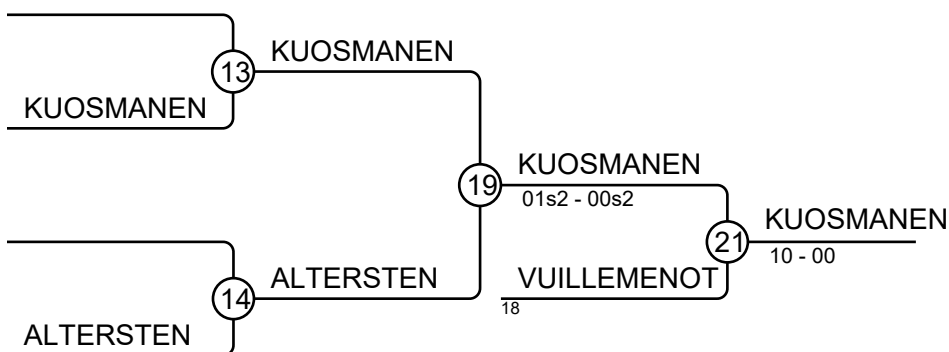 KUOSMANEN
13
KUOSMANEN
KUOSMANEN
19
01s2 - 00s2
KUOSMANEN
21
10 - 00
ALTERSTEN
VUILLEMENOT
14
18
ALTERSTEN